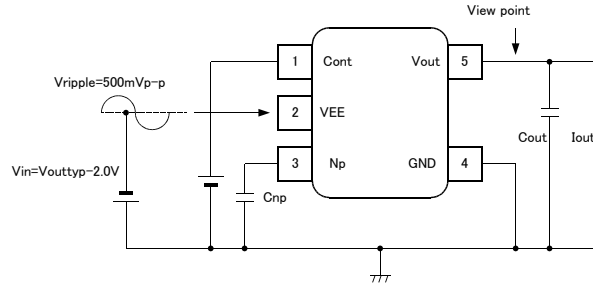 View point
1 Cont Vout 5
Vripple=500mVp-p
2 VEE
Cout Iout
3 Np GND 4
Vin=Vouttyp-2.0V
Cnp